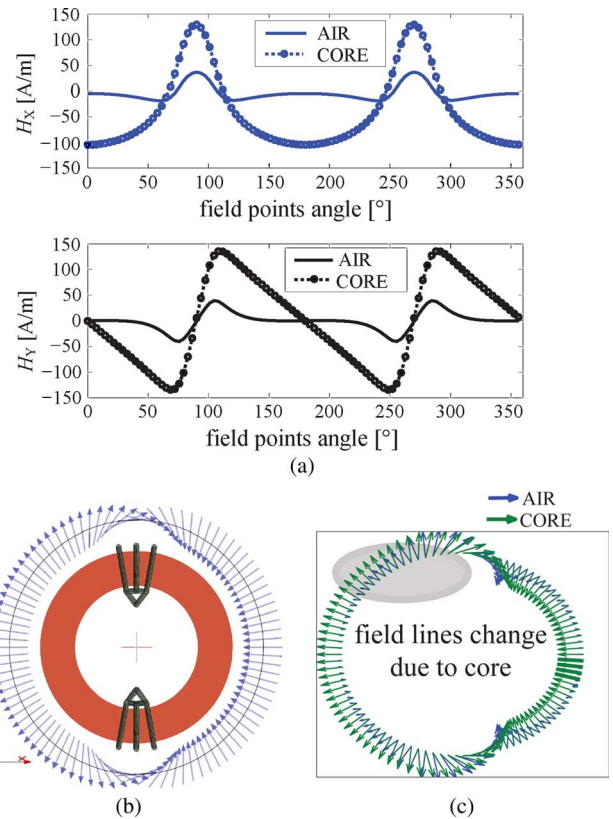 150
100
50
0
-50
-100
-150
H_X [A/m]
AIR
CORE
0 50 100 150 200 250 300 350
field points angle [°]
150
100
50
0
-50
-100
-150
H_Y [A/m]
AIR
CORE
0 50 100 150 200 250 300 350
field points angle [°]
(a)
x
(b)
AIR
CORE
field lines change
due to core
(c)